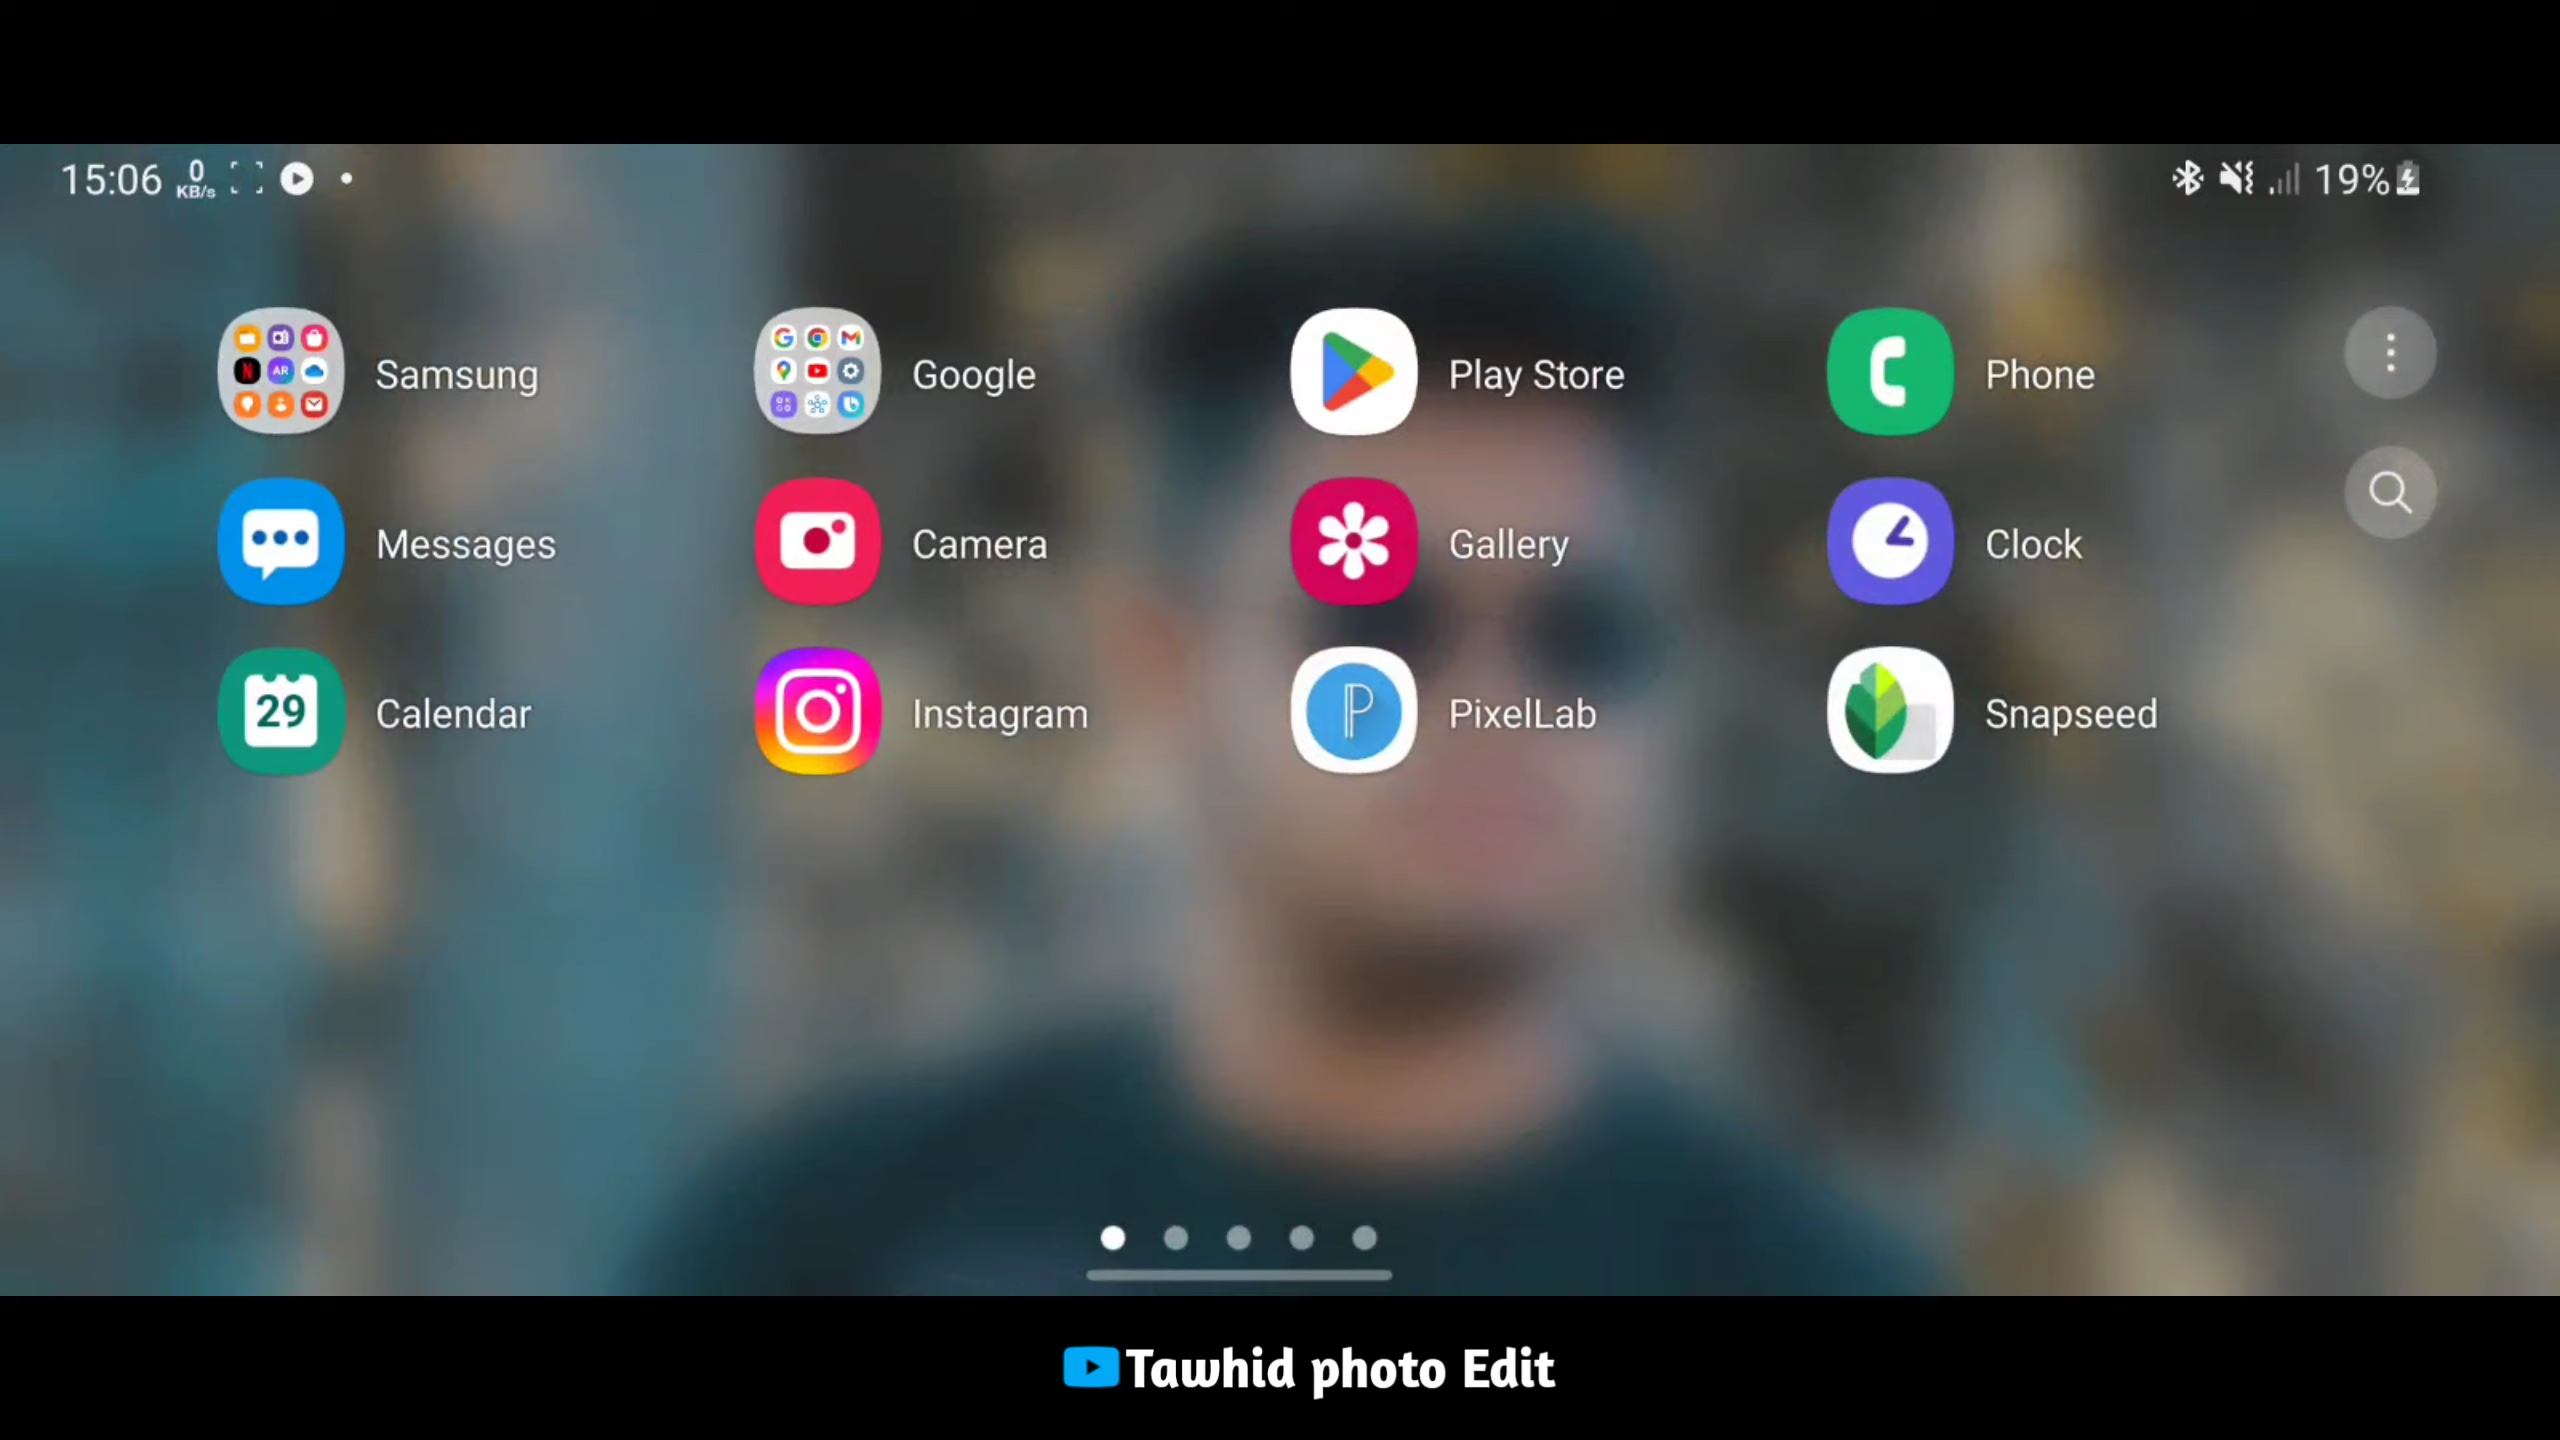 15:06 0 KB/s 19%
Samsung Google Play Store Phone
Messages Camera Gallery Clock
29 Calendar Instagram PixelLab Snapseed
Tawhid photo Edit